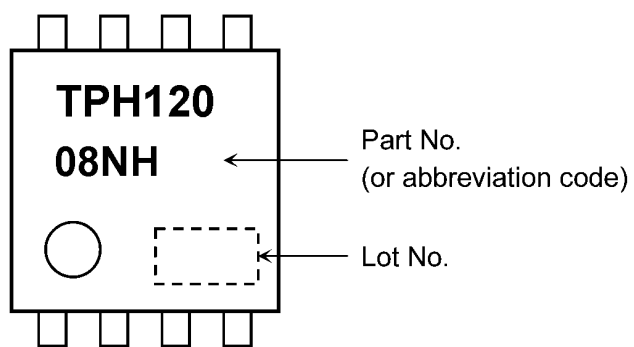 TPH120
08NH
Part No.
(or abbreviation code)
Lot No.